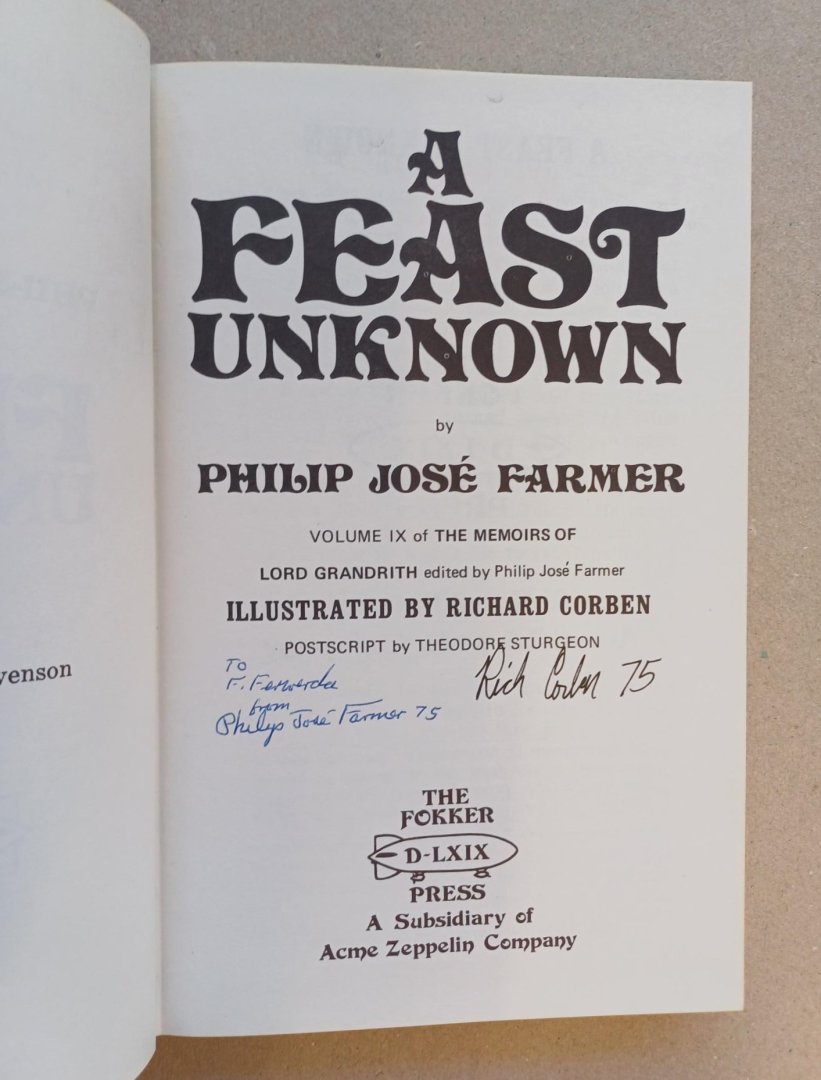 A
FEAST
UNKNOWN
by
PHILIP JOSÉ FARMER
VOLUME IX of THE MEMOIRS OF
LORD GRANDRITH edited by Philip José Farmer
ILLUSTRATED BY RICHARD CORBEN
POSTSCRIPT by THEODORE STURGEON
venson
To
F. Ferwerda
from
Philip José Farmer 75
Rich Corben 75
THE
FOKKER
D-LXIX
PRESS
A Subsidiary of
Acme Zeppelin Company